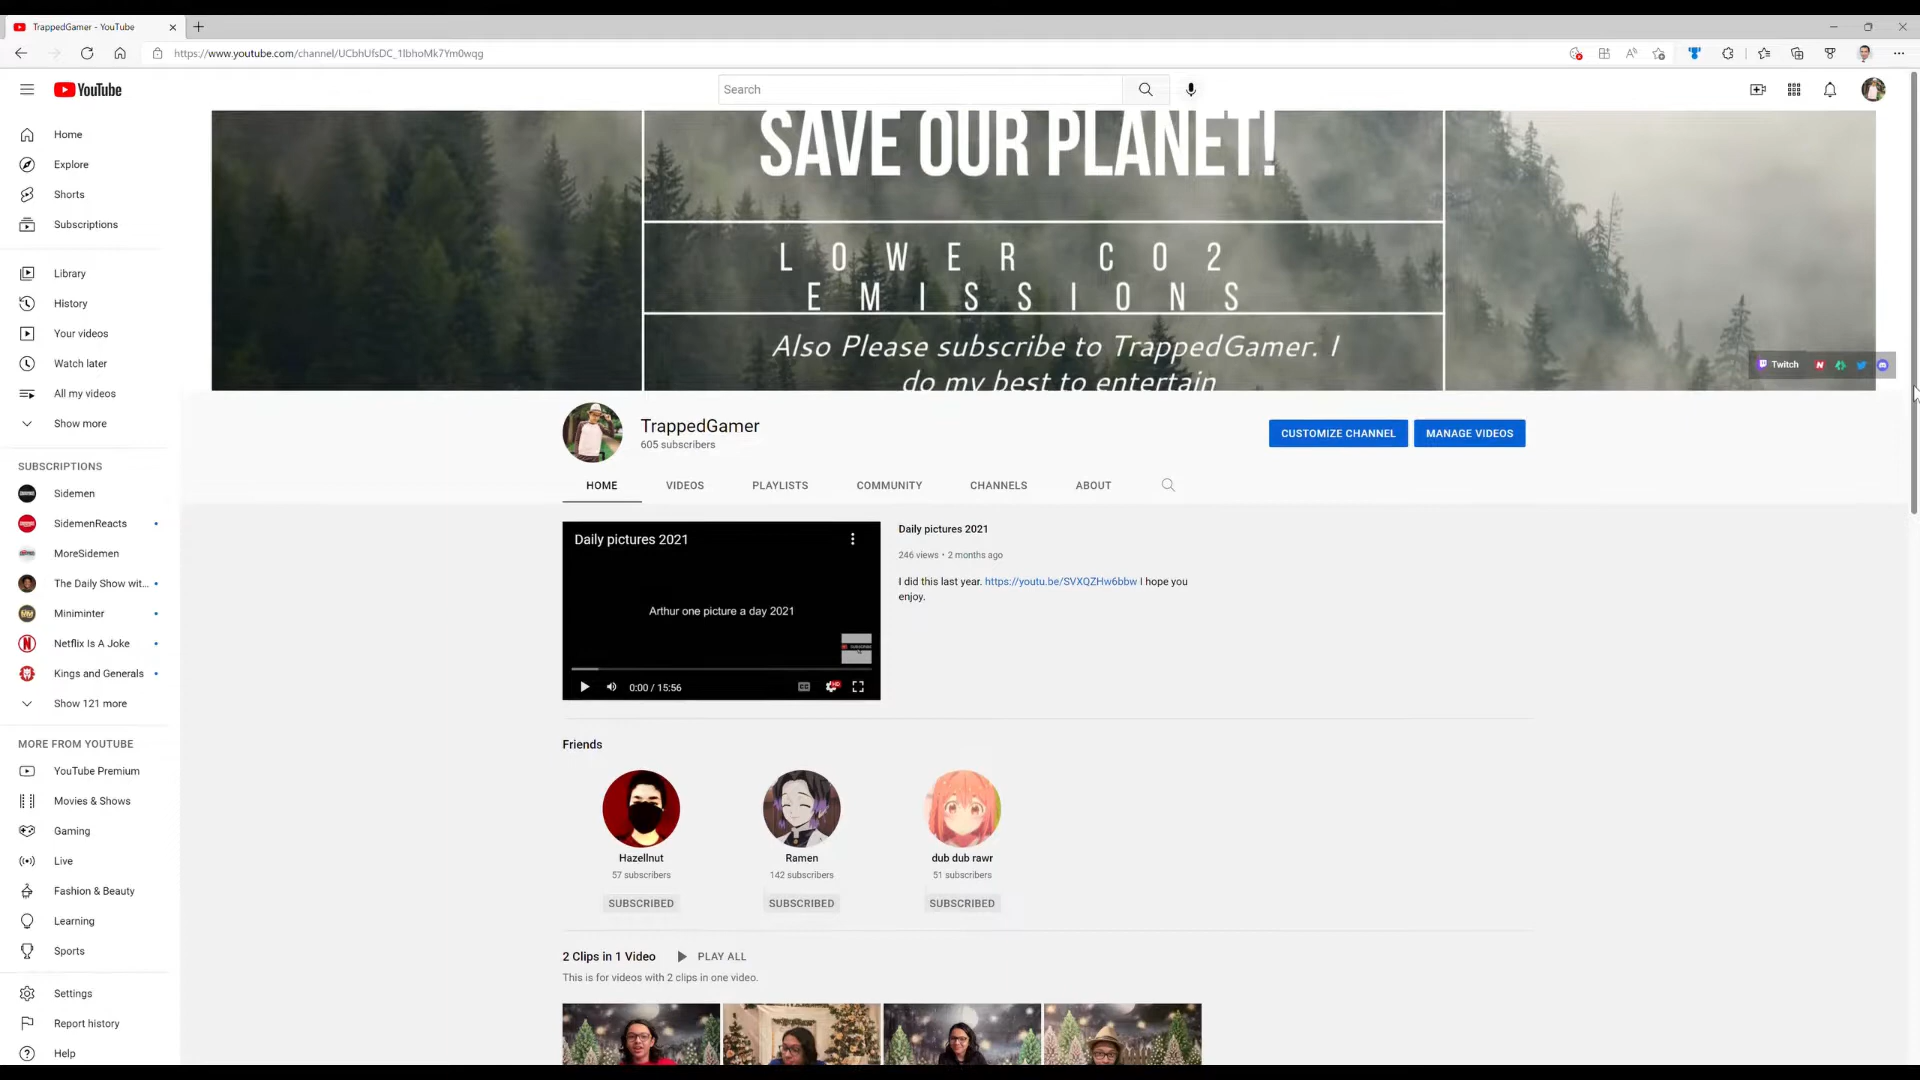 TrappedGamer - YouTube
https://www.youtube.com/channel/UCbhUfsDC_1lbhoMk7Ym0wqg
YouTube
Search
Home
Explore
Shorts
Subscriptions
Library
History
Your videos
Watch later
All my videos
Show more
SUBSCRIPTIONS
Sidemen
SidemenReacts
MoreSidemen
The Daily Show wit...
Miniminter
Netflix Is A Joke
Kings and Generals
Show 121 more
MORE FROM YOUTUBE
YouTube Premium
Movies & Shows
Gaming
Live
Fashion & Beauty
Learning
Sports
Settings
Report history
Help
SAVE OUR PLANET!
LOWER CO2
EMISSIONS
Also Please subscribe to TrappedGamer. I
do my best to entertain
Twitch
TrappedGamer
605 subscribers
CUSTOMIZE CHANNEL
MANAGE VIDEOS
HOME VIDEOS PLAYLISTS COMMUNITY CHANNELS ABOUT
Daily pictures 2021
Arthur one picture a day 2021
0:00 / 15:56
Daily pictures 2021
246 views • 2 months ago
I did this last year. https://youtu.be/SVXQZHw6bbw I hope you
enjoy.
Friends
Hazellnut
57 subscribers
SUBSCRIBED
Ramen
142 subscribers
SUBSCRIBED
dub dub rawr
51 subscribers
SUBSCRIBED
2 Clips in 1 Video PLAY ALL
This is for videos with 2 clips in one video.